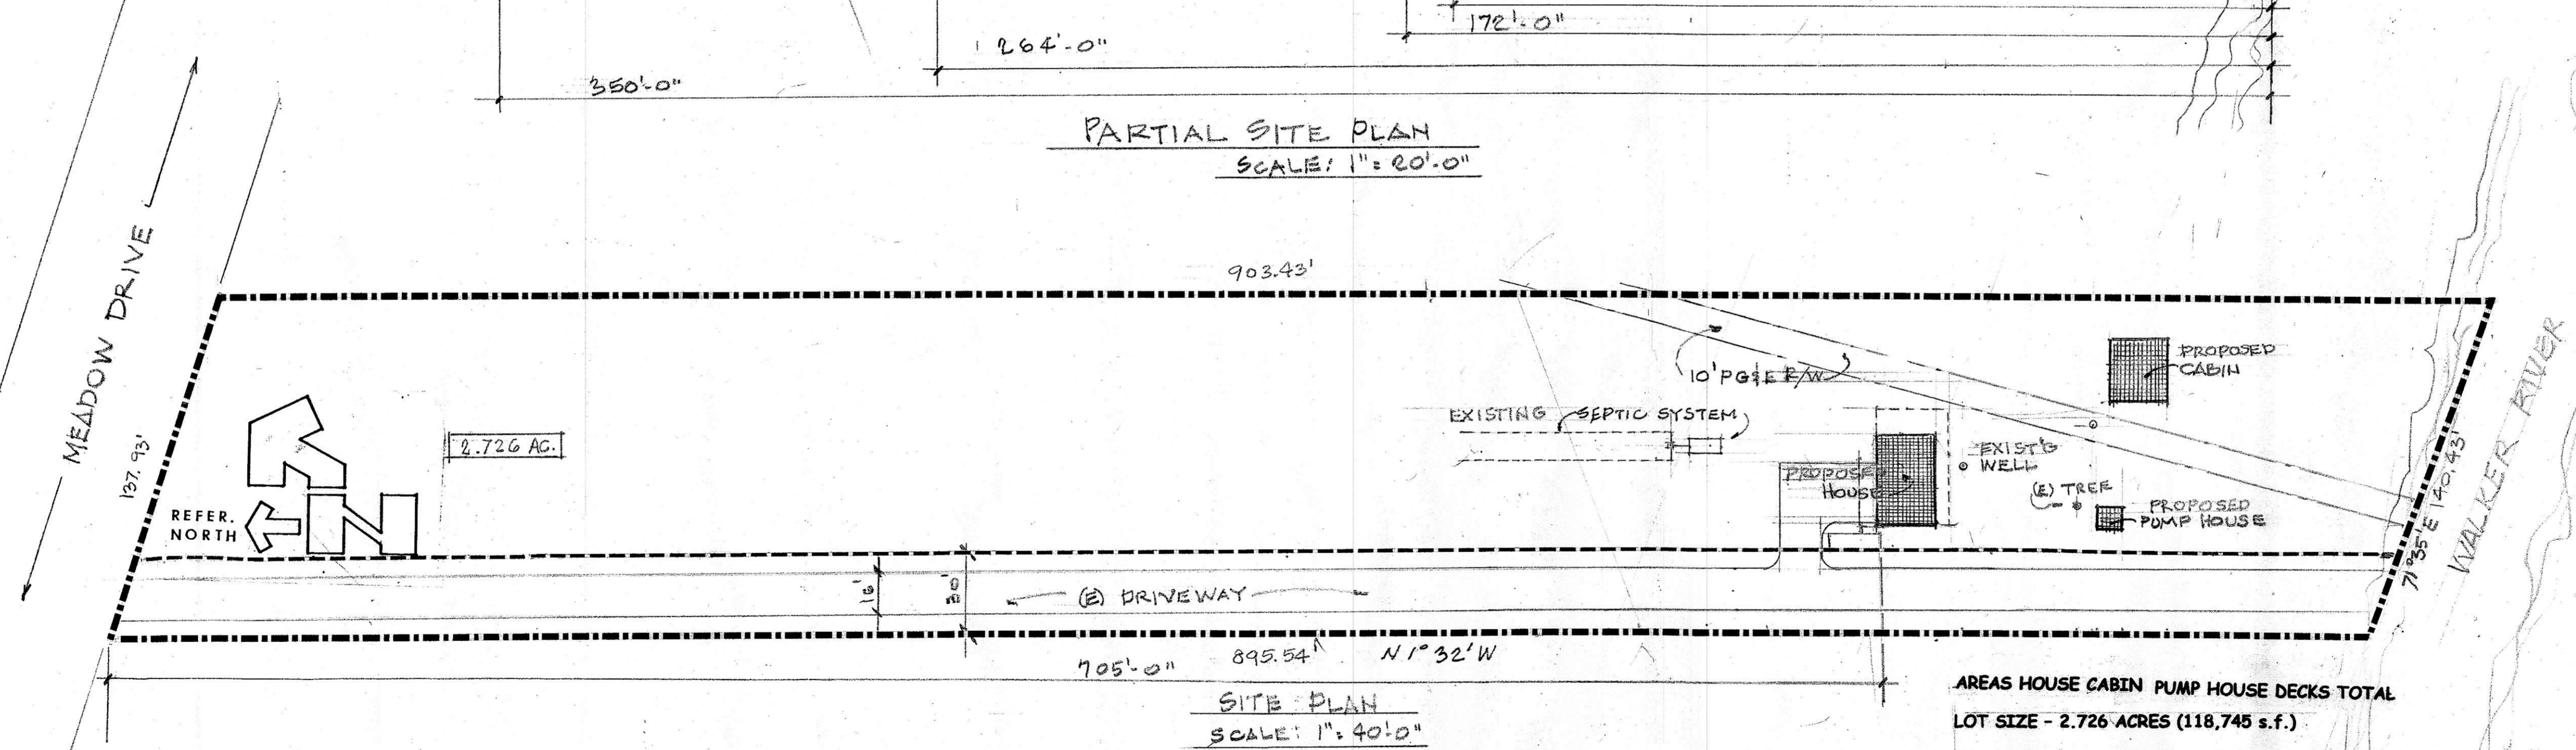 172'-0"
264'-0"
350'-0"
PARTIAL SITE PLAN
SCALE: 1" = 20'-0"
903.43'
MEADOW DRIVE
137.93'
2.726 AC.
REFER.
NORTH
N
10' PG&E R/W
EXISTING SEPTIC SYSTEM
PROPOSED
HOUSE
EXIST'G
WELL
(E) TREE
PROPOSED
CABIN
PROPOSED
PUMP HOUSE
71°35' E 140.43'
WALKER RIVER
16'
30'
(E) DRIVEWAY
895.54' N 1° 32' W
705'-0"
SITE PLAN
SCALE: 1" = 40'-0"
AREAS HOUSE CABIN PUMP HOUSE DECKS TOTAL
LOT SIZE - 2.726 ACRES (118,745 s.f.)